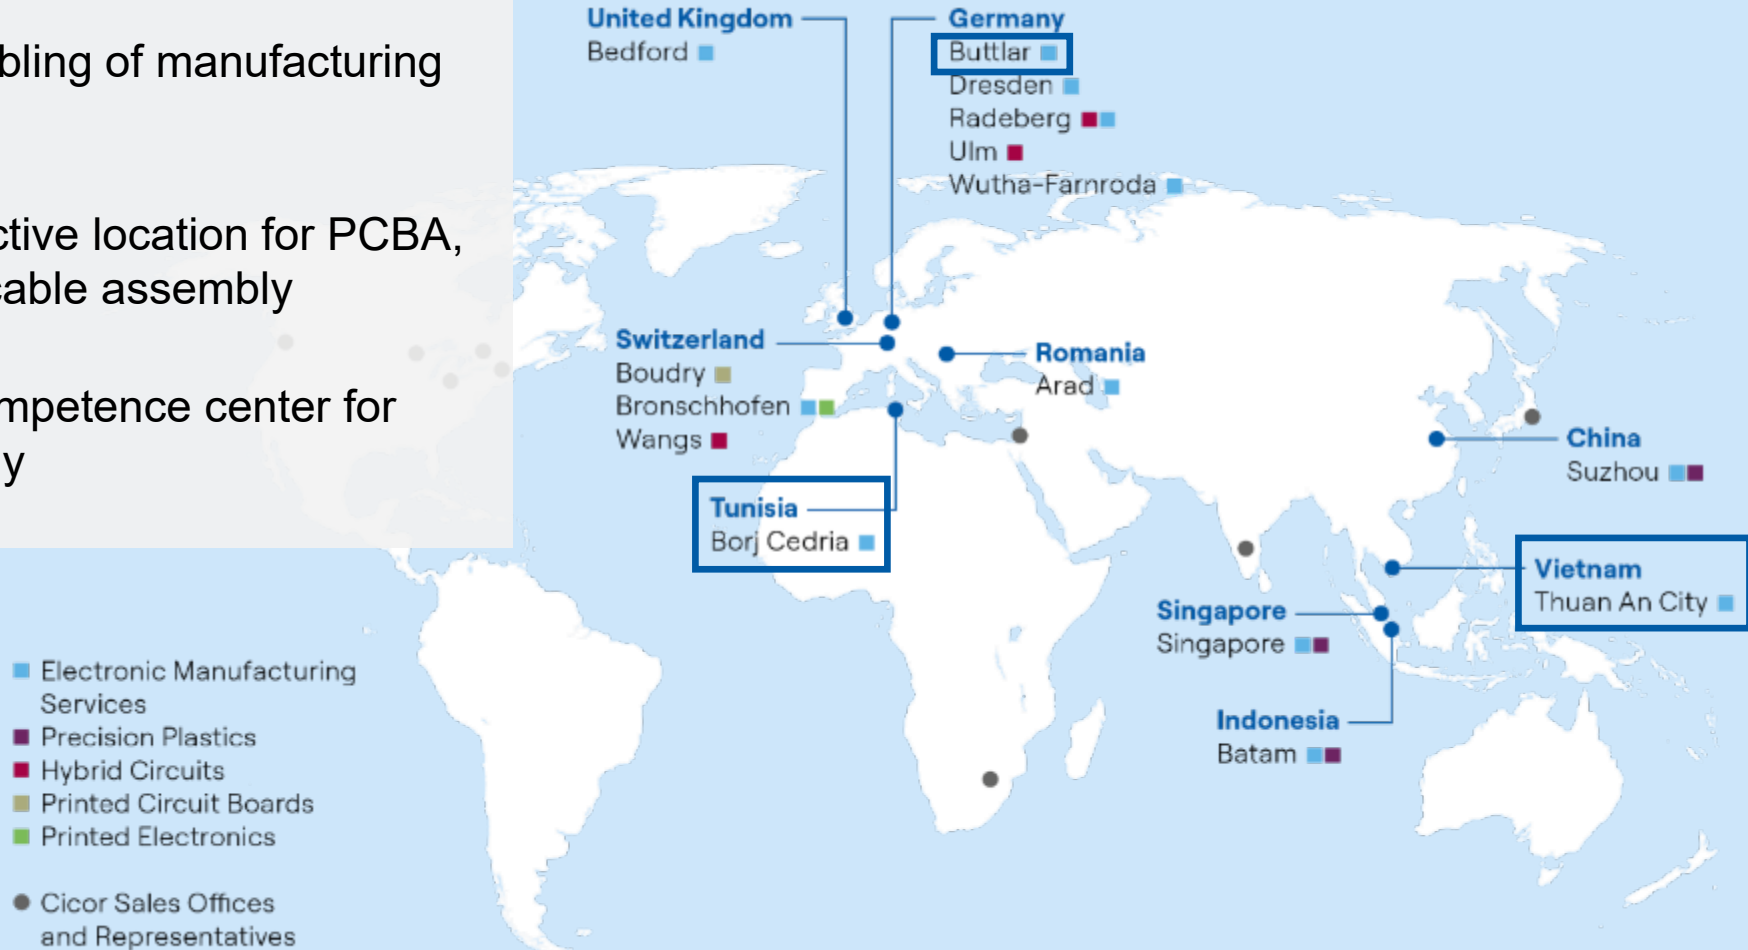 bling of manufacturing
ctive location for PCBA,
cable assembly
mpetence center for
y
United Kingdom
Bedford
Germany
Buttlar
Dresden
Radeberg
Ulm
Wutha-Farnroda
Switzerland
Boudry
Bronschhofen
Wangs
Romania
Arad
China
Suzhou
Tunisia
Borj Cedria
Vietnam
Thuan An City
Singapore
Singapore
Indonesia
Batam
Electronic Manufacturing
Services
Precision Plastics
Hybrid Circuits
Printed Circuit Boards
Printed Electronics
Cicor Sales Offices
and Representatives